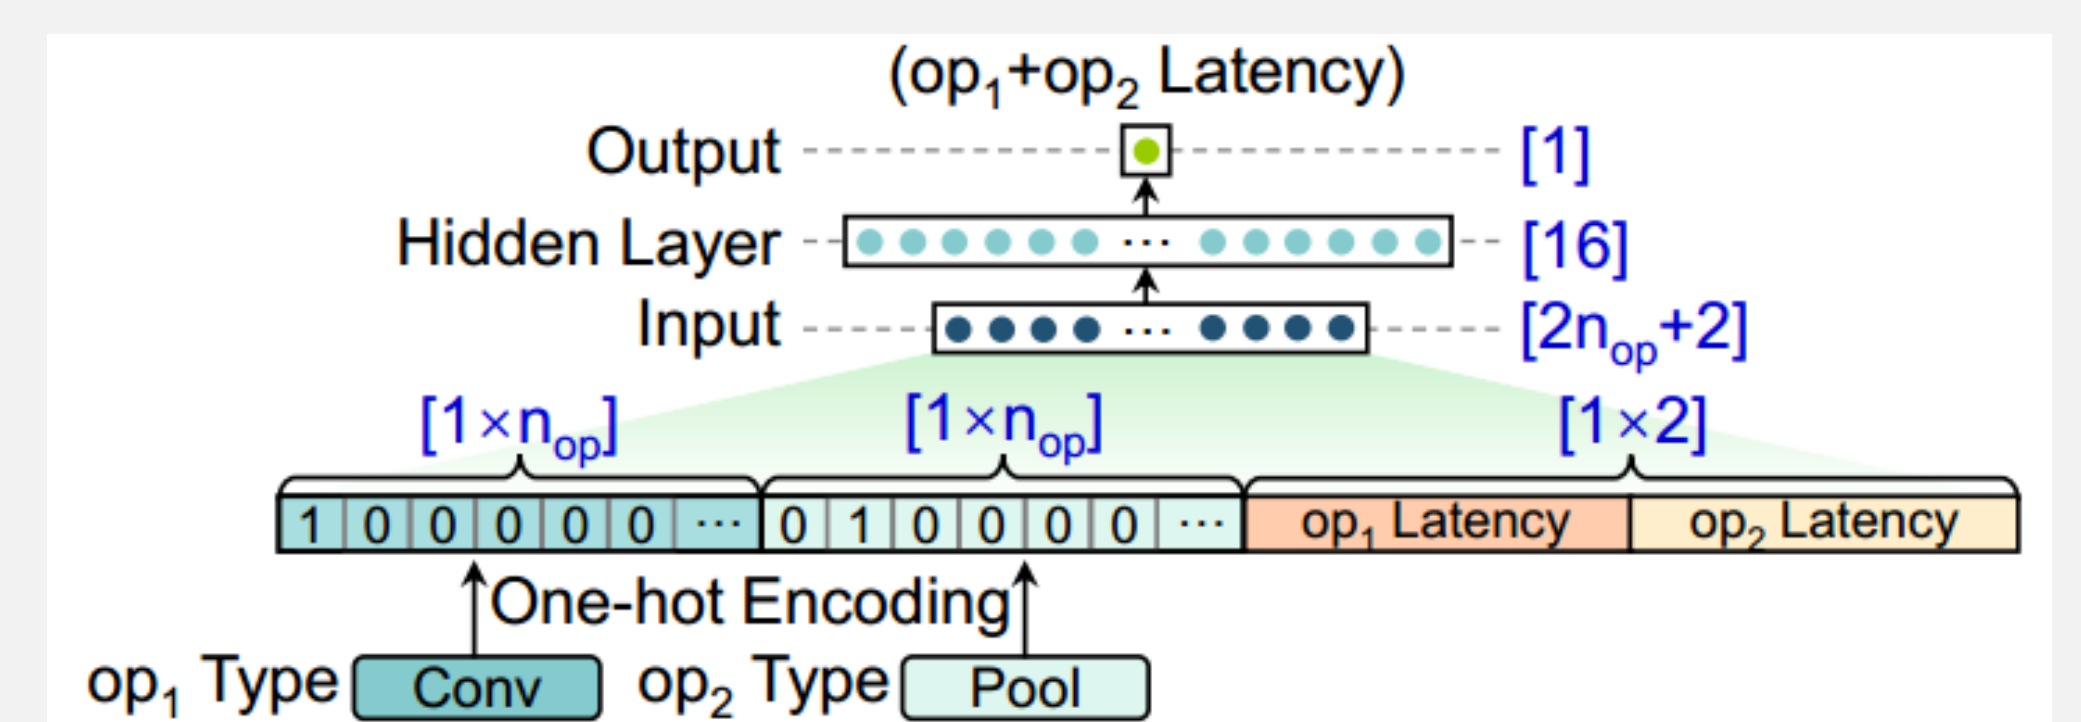 (op₁+op₂ Latency)
Output [1]
Hidden Layer ... [16]
Input ... [2nₒₚ+2]
[1×nₒₚ] [1×nₒₚ] [1×2]
1 0 0 0 0 0 ... 0 1 0 0 0 0 ... op₁ Latency op₂ Latency
One-hot Encoding
op₁ Type Conv op₂ Type Pool